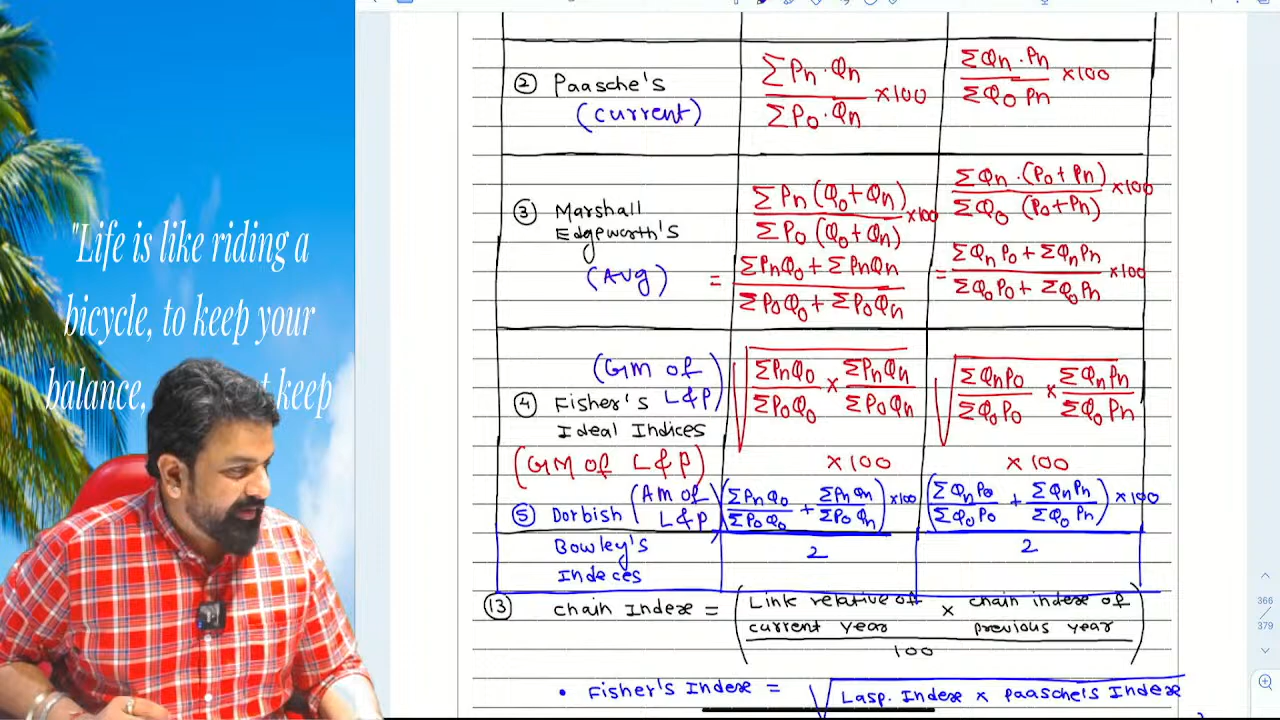 "Life is like riding a
bicycle, to keep your
balance, keep
② Paasche's
(Current)
ΣPn·Qn / ΣPo·Qn ×100
ΣQn·Pn / ΣQo Pn ×100
③ Marshall
Edgeworth's
(Avg)
ΣPn(Qo+Qn) / ΣPo(Qo+Qn) ×100
= ΣPnQo+ΣPnQn / ΣPoQo+ΣPoQn
ΣQn·(Po+Pn) / ΣQo (Po+Pn) ×100
= ΣQnPo+ΣQnPn / ΣQoPo+ΣQoPn ×100
(GM of
L&P)
④ Fisher's
Ideal Indices
(GM of L&P)
√ ΣPnQo / ΣPoQo × ΣPnQn / ΣPoQn
×100
√ ΣQnPo / ΣQoPo × ΣQnPn / ΣQoPn
×100
⑤ Dorbish (AM of
L&P)
Bowley's
Indeces
(ΣPnQo / ΣPoQo + ΣPnQn / ΣPoQn) ×100
2
(ΣQnPo / ΣQoPo + ΣQnPn / ΣQoPn) ×100
2
⑬ Chain Index = (Link relative of current year × chain index of previous year / 100)
• Fisher's Index = √ Lasp. Index × Paasche's Index
366
/
379